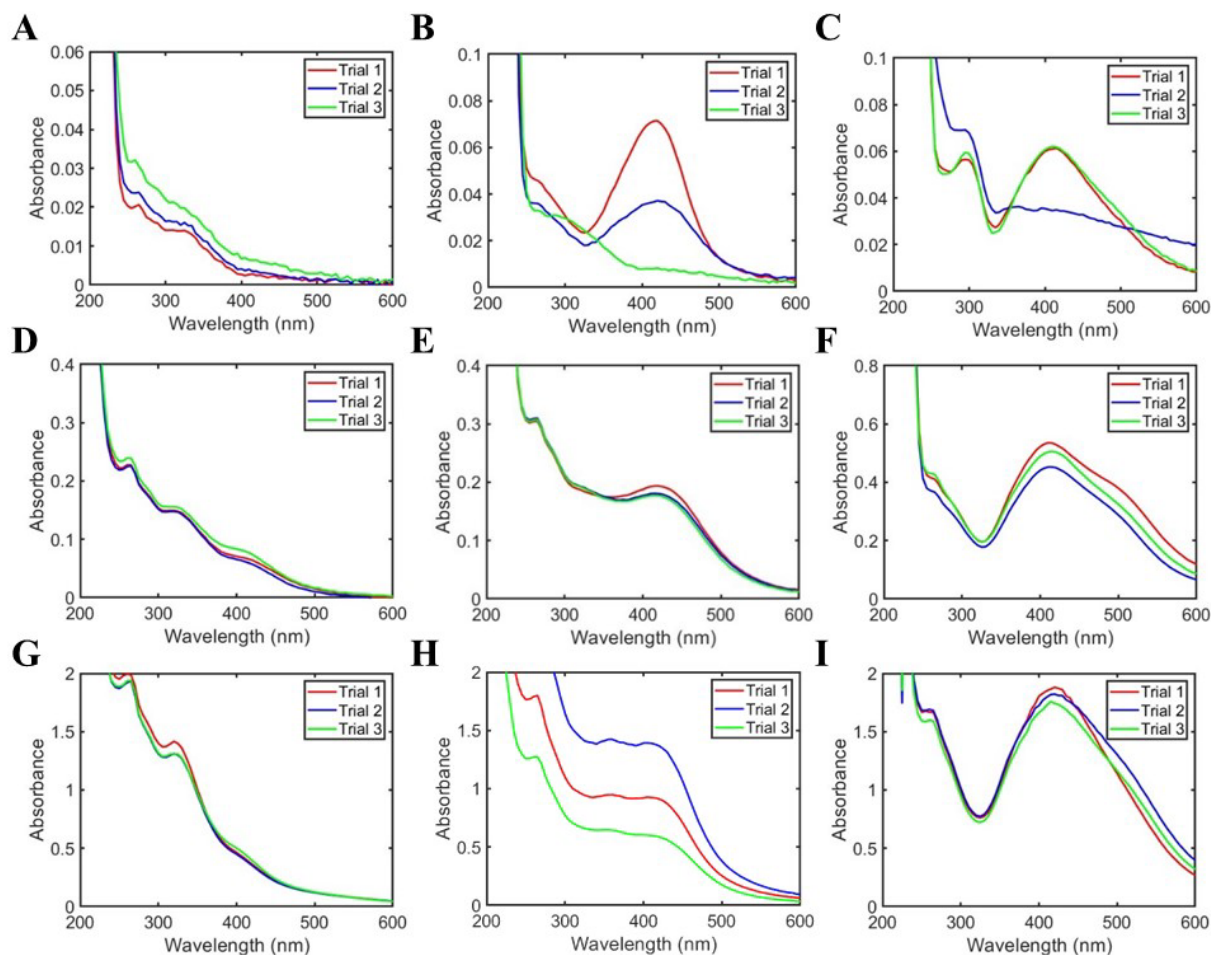 A
B
C
0.06
0.05
0.04
0.03
0.02
0.01
0
200
300
400
500
600
Absorbance
Wavelength (nm)
Trial 1
Trial 2
Trial 3
0.1
0.08
0.06
0.04
0.02
0
200
300
400
500
600
Absorbance
Wavelength (nm)
Trial 1
Trial 2
Trial 3
0.1
0.08
0.06
0.04
0.02
0
200
300
400
500
600
Absorbance
Wavelength (nm)
Trial 1
Trial 2
Trial 3
D
E
F
0.4
0.3
0.2
0.1
0
200
300
400
500
600
Absorbance
Wavelength (nm)
Trial 1
Trial 2
Trial 3
0.4
0.3
0.2
0.1
0
200
300
400
500
600
Absorbance
Wavelength (nm)
Trial 1
Trial 2
Trial 3
0.8
0.6
0.4
0.2
0
200
300
400
500
600
Absorbance
Wavelength (nm)
Trial 1
Trial 2
Trial 3
G
H
I
2
1.5
1
0.5
0
200
300
400
500
600
Absorbance
Wavelength (nm)
Trial 1
Trial 2
Trial 3
2
1.5
1
0.5
0
200
300
400
500
600
Absorbance
Wavelength (nm)
Trial 1
Trial 2
Trial 3
2
1.5
1
0.5
0
200
300
400
500
600
Absorbance
Wavelength (nm)
Trial 1
Trial 2
Trial 3